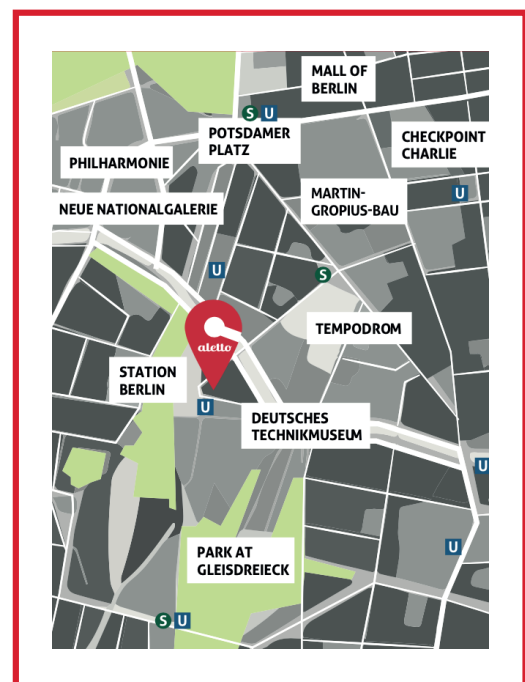 MALL OF
BERLIN
S U
POTSDAMER
PLATZ
CHECKPOINT
CHARLIE
PHILHARMONIE
U
MARTIN-
GROPIUS-BAU
NEUE NATIONALGALERIE
U
S
TEMPODROM
aletto
STATION
BERLIN
U
DEUTSCHES
TECHNIKMUSEUM
U
U
PARK AT
GLEISDREIECK
S U